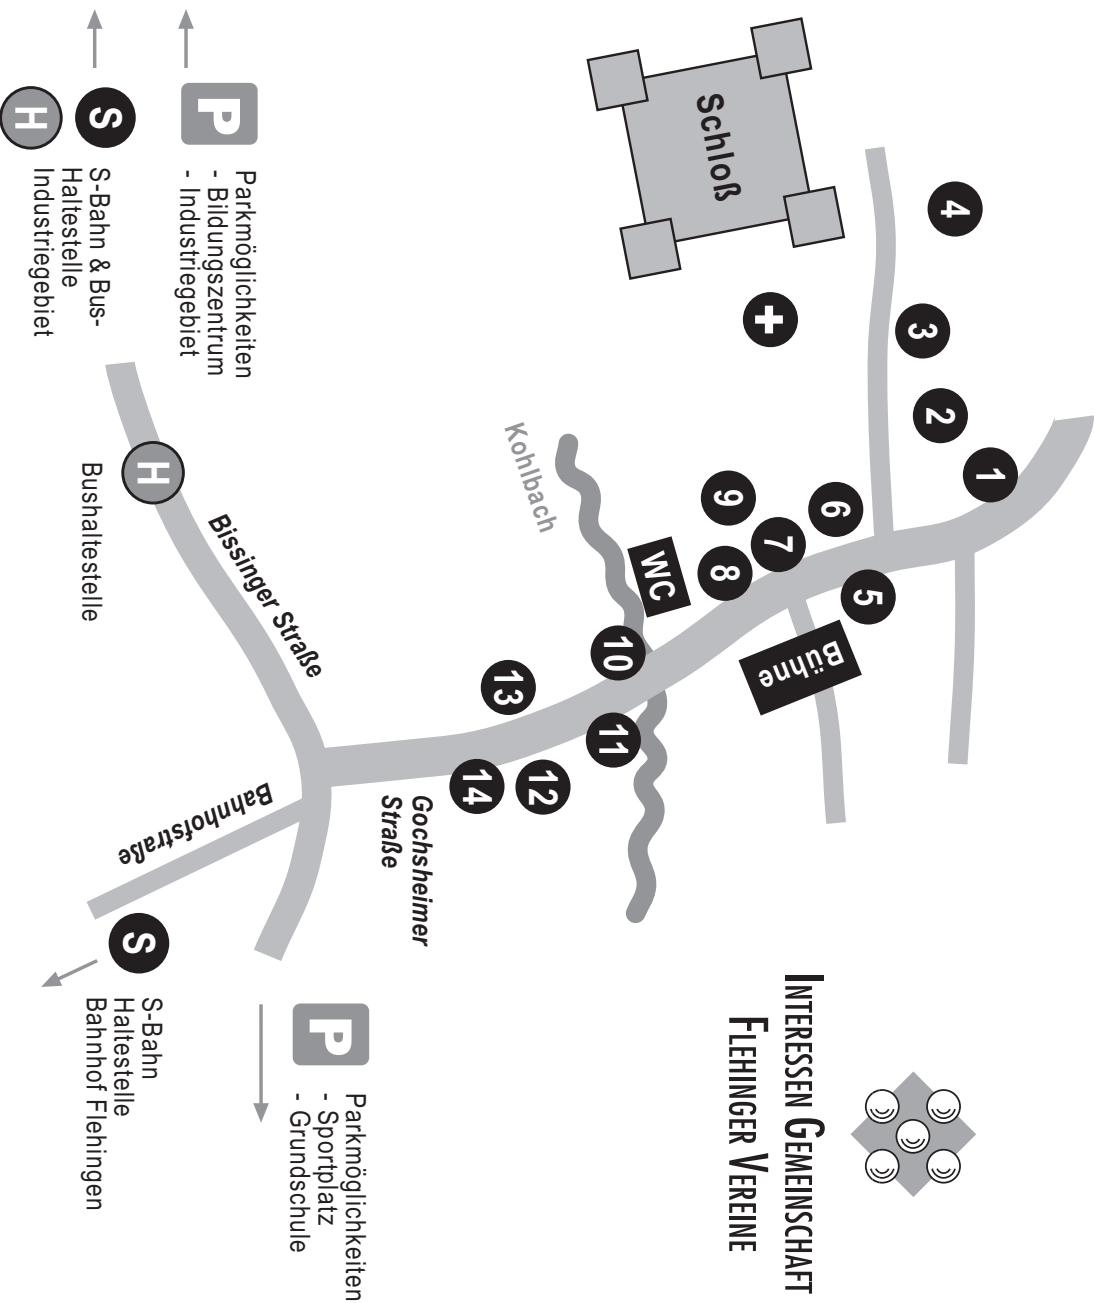 INTERESSEN GEMEINSCHAFT
FLEHINGER VEREINE
Schloß
4
3
2
1
6
5
9
7
8
Bühne
WC
Kohlbach
10
11
13
12
14
Gochsheimer
Straße
Bissinger Straße
Bahnhofstraße
H
Bushaltestelle
P
Parkmöglichkeiten
- Bildungszentrum
- Industriegebiet
S
H
S-Bahn & Bus-
Haltestelle
Industriegebiet
P
Parkmöglichkeiten
- Sportplatz
- Grundschule
S
S-Bahn
Haltestelle
Bahnhof Flehingen